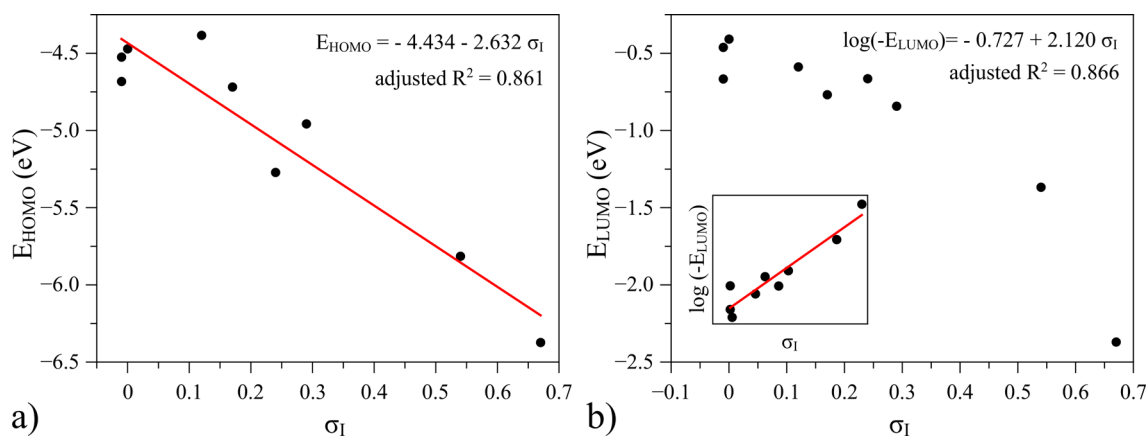 E_HOMO = - 4.434 - 2.632 σ_I
adjusted R² = 0.861
−4.5
−5.0
−5.5
−6.0
−6.5
E_HOMO (eV)
0 0.1 0.2 0.3 0.4 0.5 0.6 0.7
σ_I
a)
log(-E_LUMO)= - 0.727 + 2.120 σ_I
adjusted R² = 0.866
−0.5
−1.0
−1.5
−2.0
−2.5
E_LUMO (eV)
log (-E_LUMO)
σ_I
−0.1 0 0.1 0.2 0.3 0.4 0.5 0.6 0.7
σ_I
b)